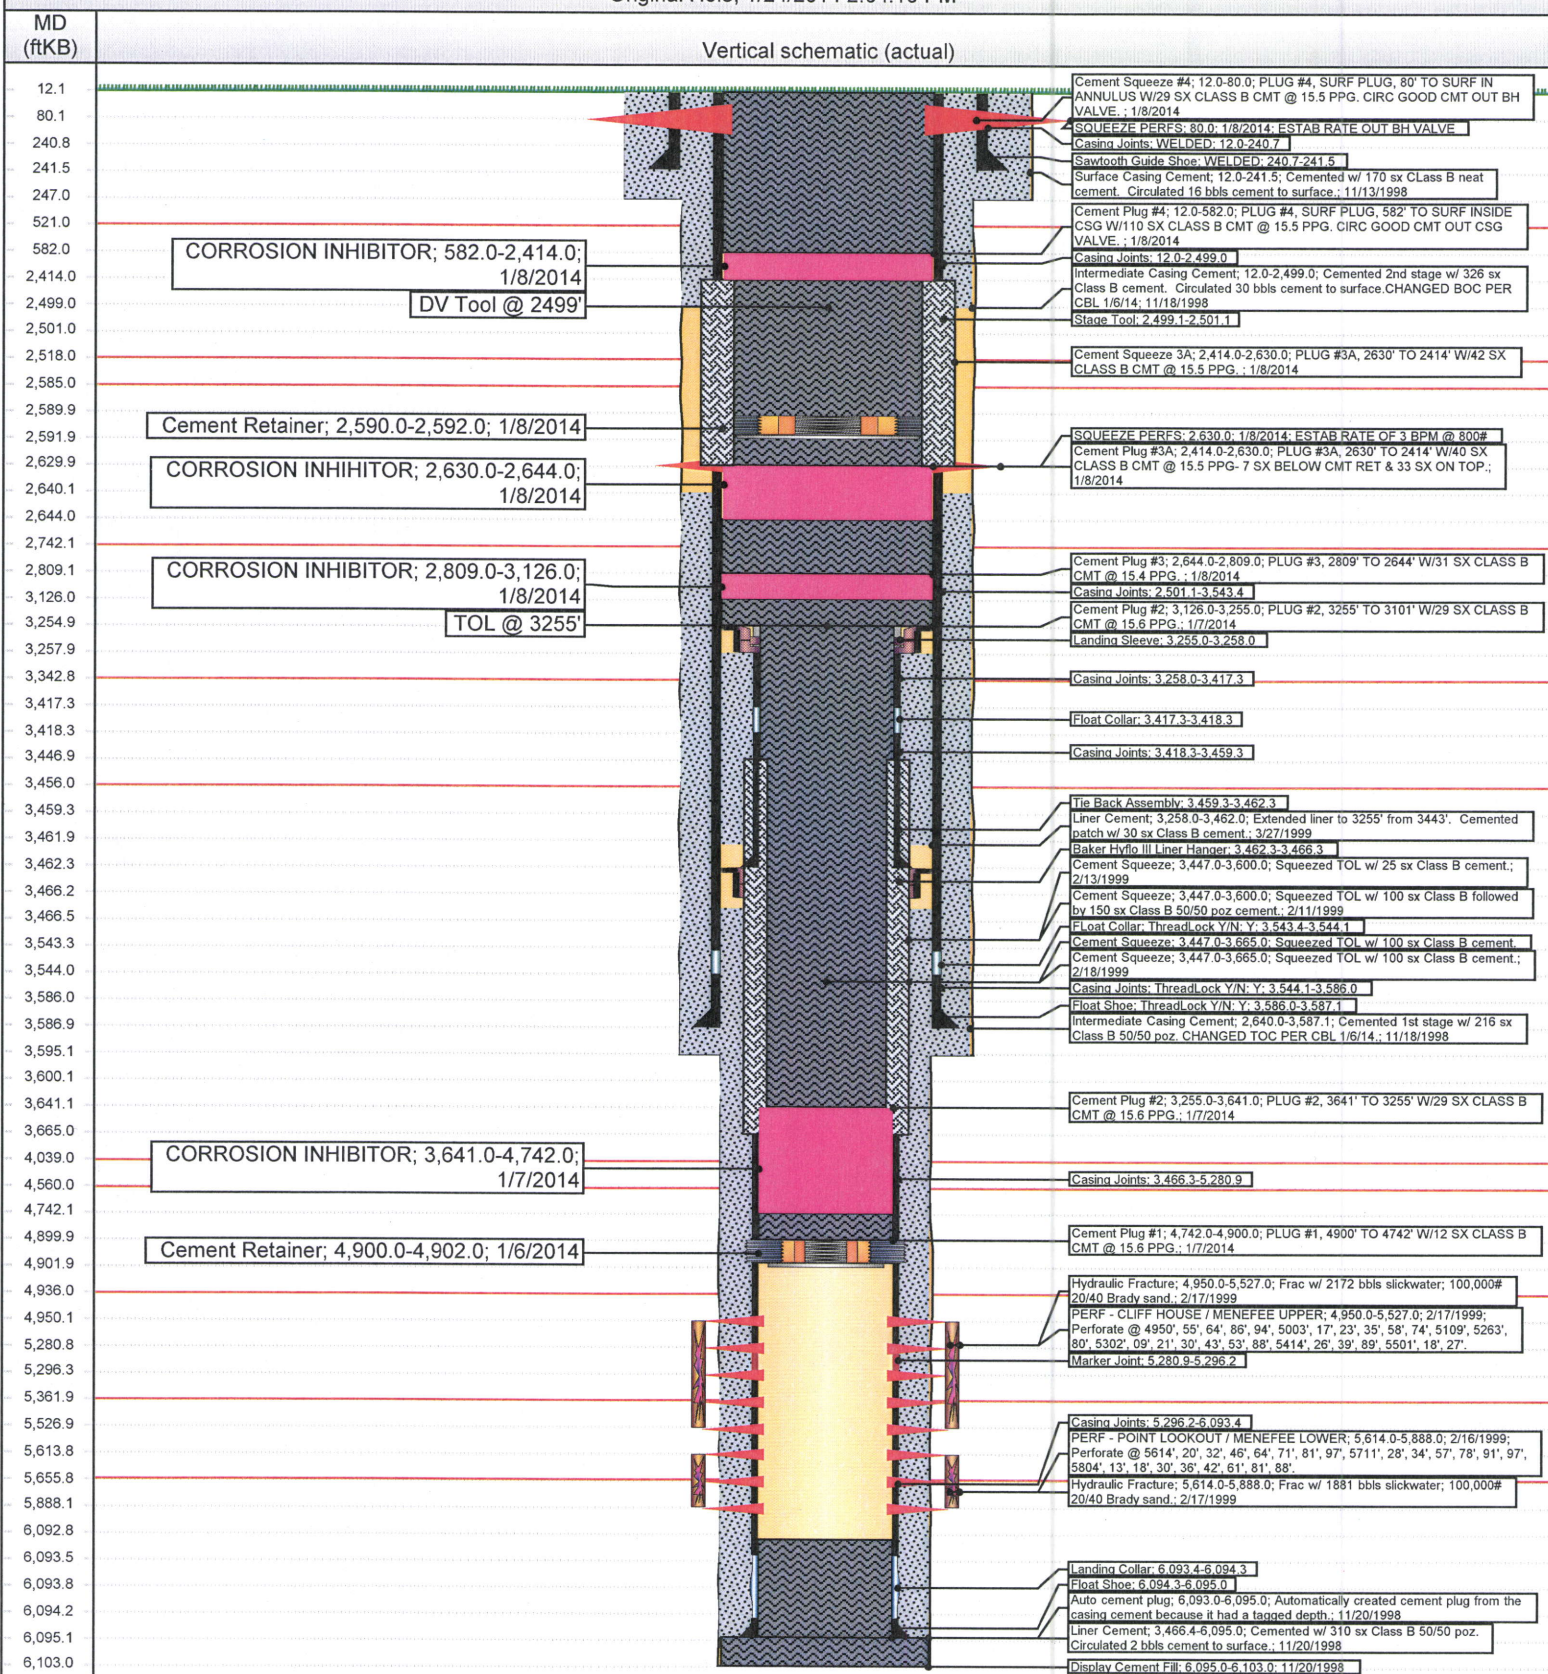 MD
(ftKB)
Vertical schematic (actual)
12.1
80.1
240.8
241.5
247.0
521.0
582.0
2,414.0
2,499.0
2,501.0
2,518.0
2,585.0
2,589.9
2,591.9
2,629.9
2,640.1
2,644.0
2,742.1
2,809.1
3,126.0
3,254.9
3,257.9
3,342.8
3,417.3
3,418.3
3,446.9
3,456.0
3,459.3
3,461.9
3,462.3
3,466.2
3,466.5
3,543.3
3,544.0
3,586.0
3,586.9
3,595.1
3,600.1
3,641.1
3,665.0
4,039.0
4,560.0
4,742.1
4,899.9
4,901.9
4,936.0
4,950.1
5,280.8
5,296.3
5,361.9
5,526.9
5,613.8
5,655.8
5,888.1
6,092.8
6,093.5
6,093.8
6,094.2
6,095.1
6,103.0
CORROSION INHIBITOR; 582.0-2,414.0;
1/8/2014
DV Tool @ 2499'
Cement Retainer; 2,590.0-2,592.0; 1/8/2014
CORROSION INHIHITOR; 2,630.0-2,644.0;
1/8/2014
CORROSION INHIBITOR; 2,809.0-3,126.0;
1/8/2014
TOL @ 3255'
CORROSION INHIBITOR; 3,641.0-4,742.0;
1/7/2014
Cement Retainer; 4,900.0-4,902.0; 1/6/2014
Cement Squeeze #4; 12.0-80.0; PLUG #4, SURF PLUG, 80' TO SURF IN
ANNULUS W/29 SX CLASS B CMT @ 15.5 PPG. CIRC GOOD CMT OUT BH
VALVE. ; 1/8/2014
SQUEEZE PERFS; 80.0; 1/8/2014; ESTAB RATE OUT BH VALVE
Casing Joints; WELDED; 12.0-240.7
Sawtooth Guide Shoe; WELDED; 240.7-241.5
Surface Casing Cement; 12.0-241.5; Cemented w/ 170 sx CLass B neat
cement. Circulated 16 bbls cement to surface.; 11/13/1998
Cement Plug #4; 12.0-582.0; PLUG #4, SURF PLUG, 582' TO SURF INSIDE
CSG W/110 SX CLASS B CMT @ 15.5 PPG. CIRC GOOD CMT OUT CSG
VALVE. ; 1/8/2014
Casing Joints; 12.0-2,499.0
Intermediate Casing Cement; 12.0-2,499.0; Cemented 2nd stage w/ 326 sx
Class B cement. Circulated 30 bbls cement to surface.CHANGED BOC PER
CBL 1/6/14; 11/18/1998
Stage Tool; 2,499.1-2,501.1
Cement Squeeze 3A; 2,414.0-2,630.0; PLUG #3A, 2630' TO 2414' W/42 SX
CLASS B CMT @ 15.5 PPG. ; 1/8/2014
SQUEEZE PERFS; 2,630.0; 1/8/2014; ESTAB RATE OF 3 BPM @ 800#
Cement Plug #3A; 2,414.0-2,630.0; PLUG #3A, 2630' TO 2414' W/40 SX
CLASS B CMT @ 15.5 PPG- 7 SX BELOW CMT RET & 33 SX ON TOP.;
1/8/2014
Cement Plug #3; 2,644.0-2,809.0; PLUG #3, 2809' TO 2644' W/31 SX CLASS B
CMT @ 15.4 PPG. ; 1/8/2014
Casing Joints; 2,501.1-3,543.4
Cement Plug #2; 3,126.0-3,255.0; PLUG #2, 3255' TO 3101' W/29 SX CLASS B
CMT @ 15.6 PPG.; 1/7/2014
Landing Sleeve; 3,255.0-3,258.0
Casing Joints; 3,258.0-3,417.3
Float Collar; 3,417.3-3,418.3
Casing Joints; 3,418.3-3,459.3
Tie Back Assembly; 3,459.3-3,462.3
Liner Cement; 3,258.0-3,462.0; Extended liner to 3255' from 3443'. Cemented
patch w/ 30 sx Class B cement.; 3/27/1999
Baker Hyflo III Liner Hanger; 3,462.3-3,466.3
Cement Squeeze; 3,447.0-3,600.0; Squeezed TOL w/ 25 sx Class B cement.;
2/13/1999
Cement Squeeze; 3,447.0-3,600.0; Squeezed TOL w/ 100 sx Class B followed
by 150 sx Class B 50/50 poz cement.; 2/11/1999
FLoat Collar; ThreadLock Y/N: Y; 3,543.4-3,544.1
Cement Squeeze; 3,447.0-3,665.0; Squeezed TOL w/ 100 sx Class B cement.
Cement Squeeze; 3,447.0-3,665.0; Squeezed TOL w/ 100 sx Class B cement.;
2/18/1999
Casing Joints; ThreadLock Y/N: Y; 3,544.1-3,586.0
Float Shoe; ThreadLock Y/N: Y; 3,586.0-3,587.1
Intermediate Casing Cement; 2,640.0-3,587.1; Cemented 1st stage w/ 216 sx
Class B 50/50 poz. CHANGED TOC PER CBL 1/6/14.; 11/18/1998
Cement Plug #2; 3,255.0-3,641.0; PLUG #2, 3641' TO 3255' W/29 SX CLASS B
CMT @ 15.6 PPG.; 1/7/2014
Casing Joints; 3,466.3-5,280.9
Cement Plug #1; 4,742.0-4,900.0; PLUG #1, 4900' TO 4742' W/12 SX CLASS B
CMT @ 15.6 PPG.; 1/7/2014
Hydraulic Fracture; 4,950.0-5,527.0; Frac w/ 2172 bbls slickwater; 100,000#
20/40 Brady sand.; 2/17/1999
PERF - CLIFF HOUSE / MENEFEE UPPER; 4,950.0-5,527.0; 2/17/1999;
Perforate @ 4950', 55', 64', 86', 94', 5003', 17', 23', 35', 58', 74', 5109', 5263',
80', 5302', 09', 21', 30', 43', 53', 88', 5414', 26', 39', 89', 5501', 18', 27'.
Marker Joint; 5,280.9-5,296.2
Casing Joints; 5,296.2-6,093.4
PERF - POINT LOOKOUT / MENEFEE LOWER; 5,614.0-5,888.0; 2/16/1999;
Perforate @ 5614', 20', 32', 46', 64', 71', 81', 97', 5711', 28', 34', 57', 78', 91', 97',
5804', 13', 18', 30', 36', 42', 61', 81', 88'.
Hydraulic Fracture; 5,614.0-5,888.0; Frac w/ 1881 bbls slickwater; 100,000#
20/40 Brady sand.; 2/17/1999
Landing Collar; 6,093.4-6,094.3
Float Shoe; 6,094.3-6,095.0
Auto cement plug; 6,093.0-6,095.0; Automatically created cement plug from the
casing cement because it had a tagged depth.; 11/20/1998
Liner Cement; 3,466.4-6,095.0; Cemented w/ 310 sx Class B 50/50 poz.
Circulated 2 bbls cement to surface.; 11/20/1998
Display Cement Fill; 6,095.0-6,103.0; 11/20/1998